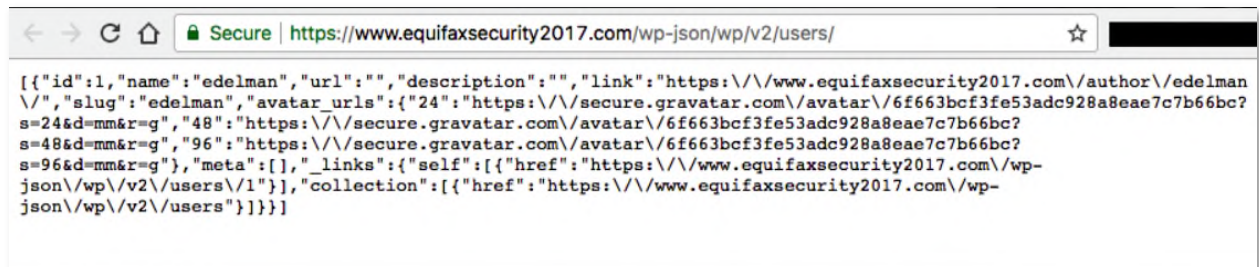 Secure | https://www.equifaxsecurity2017.com/wp-json/wp/v2/users/
[{"id":1,"name":"edelman","url":"","description":"","link":"https:\/\/www.equifaxsecurity2017.com\/author\/edelman
\/","slug":"edelman","avatar_urls":{"24":"https:\/\/secure.gravatar.com\/avatar\/6f663bcf3fe53adc928a8eae7c7b66bc?
s=24&d=mm&r=g","48":"https:\/\/secure.gravatar.com\/avatar\/6f663bcf3fe53adc928a8eae7c7b66bc?
s=48&d=mm&r=g","96":"https:\/\/secure.gravatar.com\/avatar\/6f663bcf3fe53adc928a8eae7c7b66bc?
s=96&d=mm&r=g"},"meta":[],"_links":{"self":[{"href":"https:\/\/www.equifaxsecurity2017.com\/wp-
json\/wp\/v2\/users\/1"}],"collection":[{"href":"https:\/\/www.equifaxsecurity2017.com\/wp-
json\/wp\/v2\/users"}]}}]